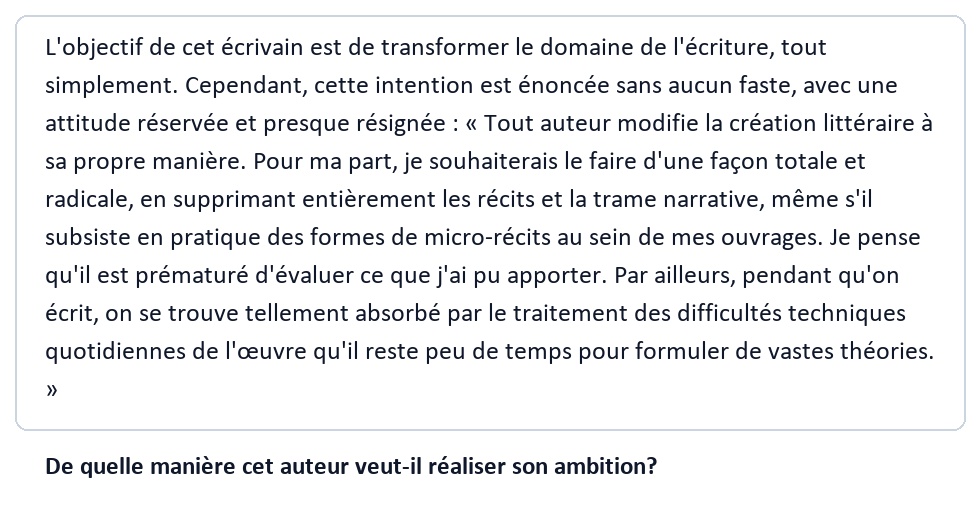 L'objectif de cet écrivain est de transformer le domaine de l'écriture, tout
simplement. Cependant, cette intention est énoncée sans aucun faste, avec une
attitude réservée et presque résignée : « Tout auteur modifie la création littéraire à
sa propre manière. Pour ma part, je souhaiterais le faire d'une façon totale et
radicale, en supprimant entièrement les récits et la trame narrative, même s'il
subsiste en pratique des formes de micro-récits au sein de mes ouvrages. Je pense
qu'il est prématuré d'évaluer ce que j'ai pu apporter. Par ailleurs, pendant qu'on
écrit, on se trouve tellement absorbé par le traitement des difficultés techniques
quotidiennes de l'œuvre qu'il reste peu de temps pour formuler de vastes théories.
»
De quelle manière cet auteur veut-il réaliser son ambition?